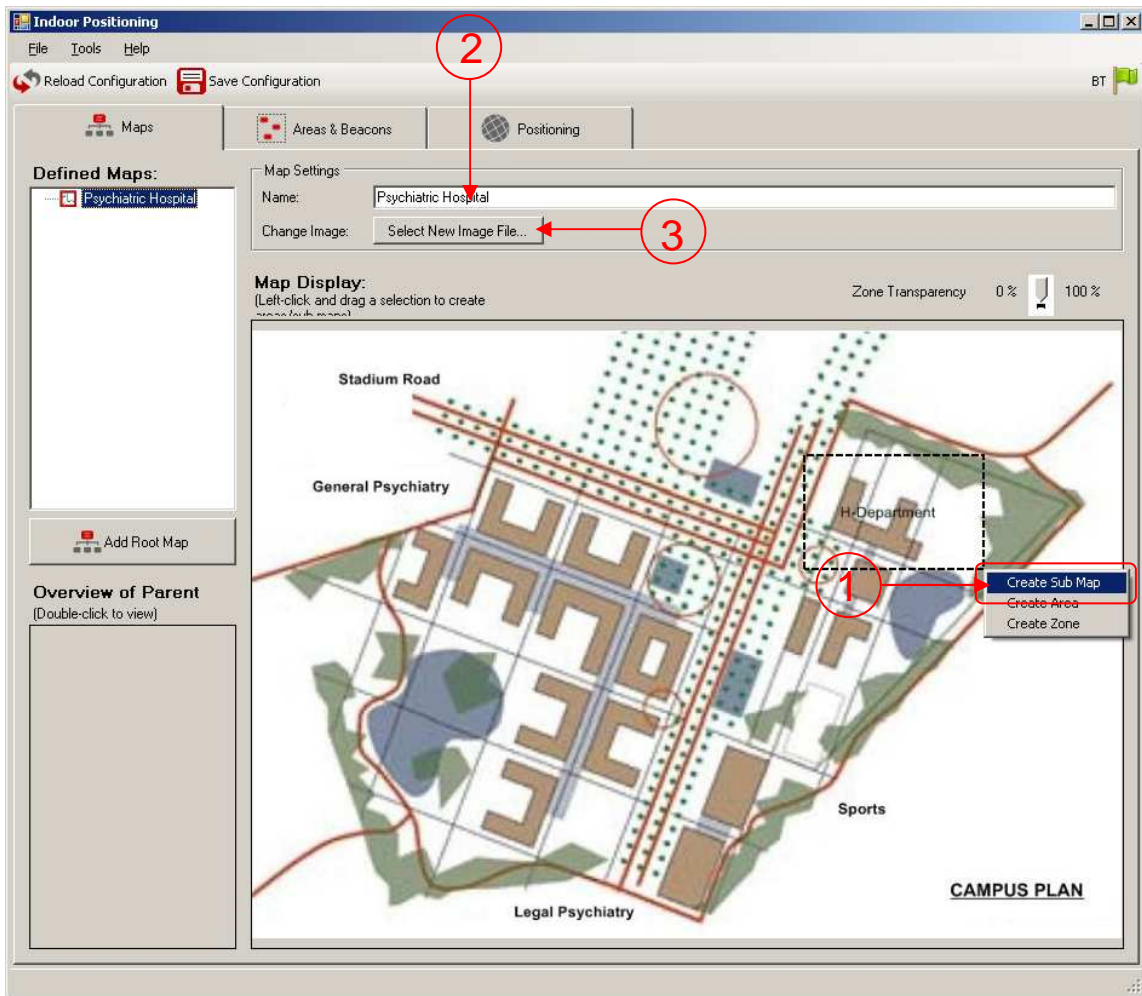 Indoor Positioning
File Tools Help
2
Reload Configuration Save Configuration BT
Maps Areas & Beacons Positioning
Defined Maps:
Psychiatric Hospital
Map Settings
Name: Psychiatric Hospital
Change Image: Select New Image File...
3
Map Display:
(Left-click and drag a selection to create
areas/sub maps)
Zone Transparency 0 % 100 %
Stadium Road
General Psychiatry
H-Department
Add Root Map
1
Create Sub Map
Create Area
Create Zone
Overview of Parent
(Double-click to view)
Sports
CAMPUS PLAN
Legal Psychiatry